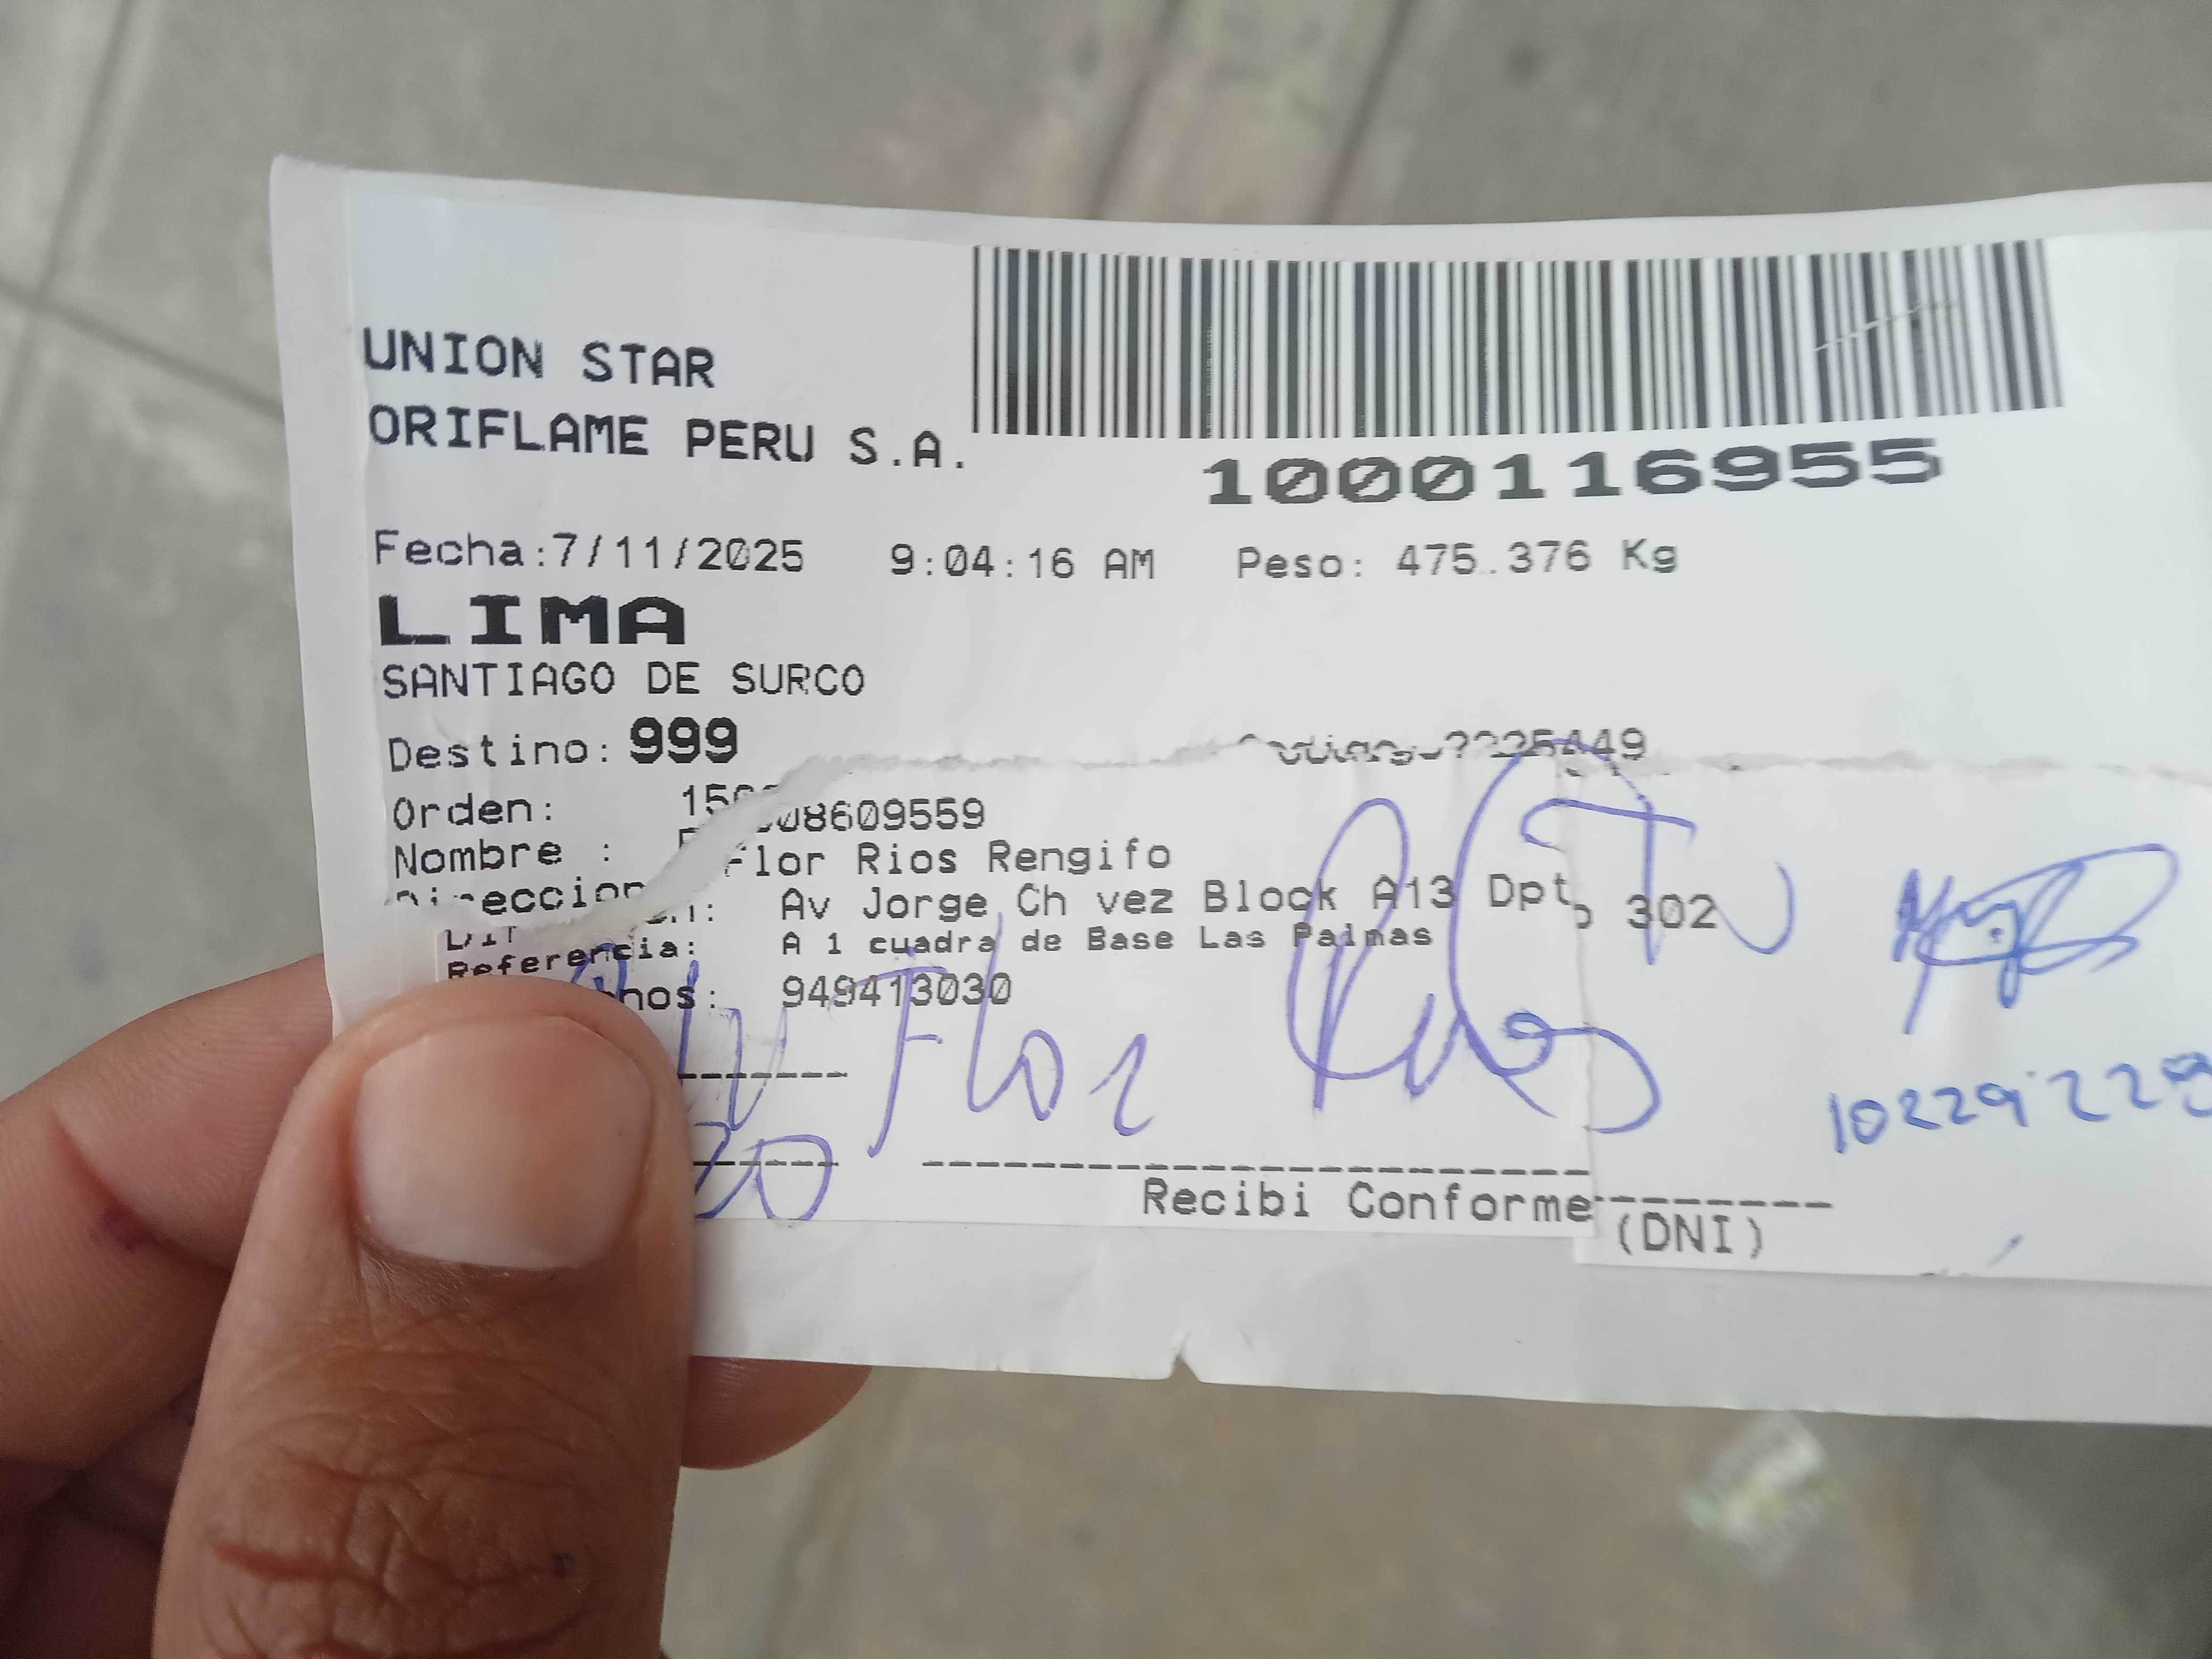 UNION STAR
ORIFLAME PERU S.A.
1000116955
Fecha:7/11/2025 9:04:16 AM Peso: 475.376 Kg
LIMA
SANTIAGO DE SURCO
Destino: 999
Orden: 08609559
Nombre : Flor Rios Rengifo
Direccion: Av Jorge Ch vez Block A13 Dpto 302
Referencia: A 1 cuadra de Base Las Palmas
949413030
Flor Rios
Recibi Conforme
(DNI)